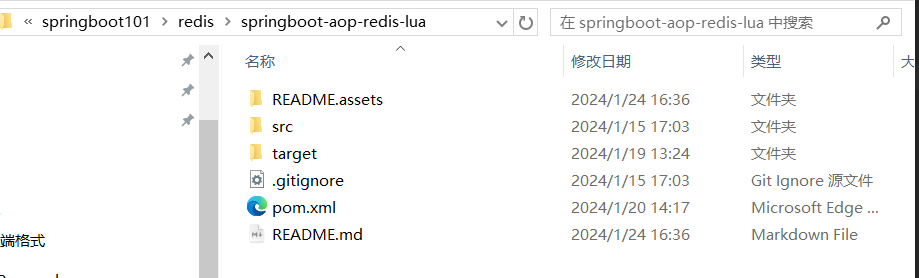 « springboot101 › redis › springboot-aop-redis-lua
在 springboot-aop-redis-lua 中搜索
名称 修改日期 类型 大
README.assets 2024/1/24 16:36 文件夹
src 2024/1/15 17:03 文件夹
target 2024/1/19 13:24 文件夹
.gitignore 2024/1/15 17:03 Git Ignore 源文件
pom.xml 2024/1/20 14:17 Microsoft Edge ...
README.md 2024/1/24 16:36 Markdown File
端格式